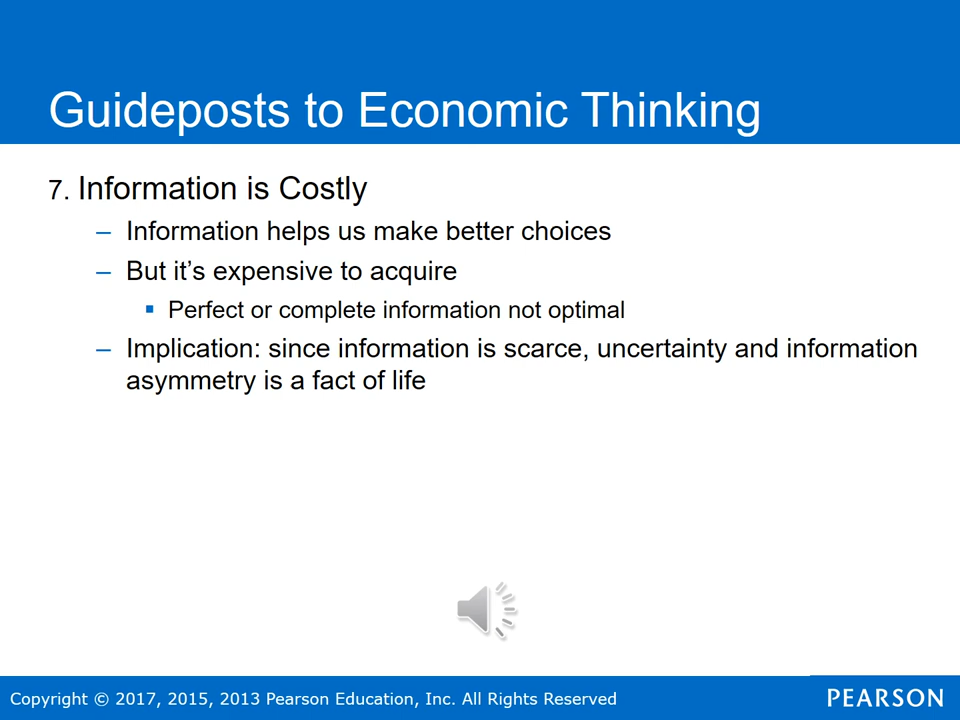 Guideposts to Economic Thinking
7. Information is Costly
– Information helps us make better choices
– But it’s expensive to acquire
▪ Perfect or complete information not optimal
– Implication: since information is scarce, uncertainty and information
asymmetry is a fact of life
Copyright © 2017, 2015, 2013 Pearson Education, Inc. All Rights Reserved
PEARSON